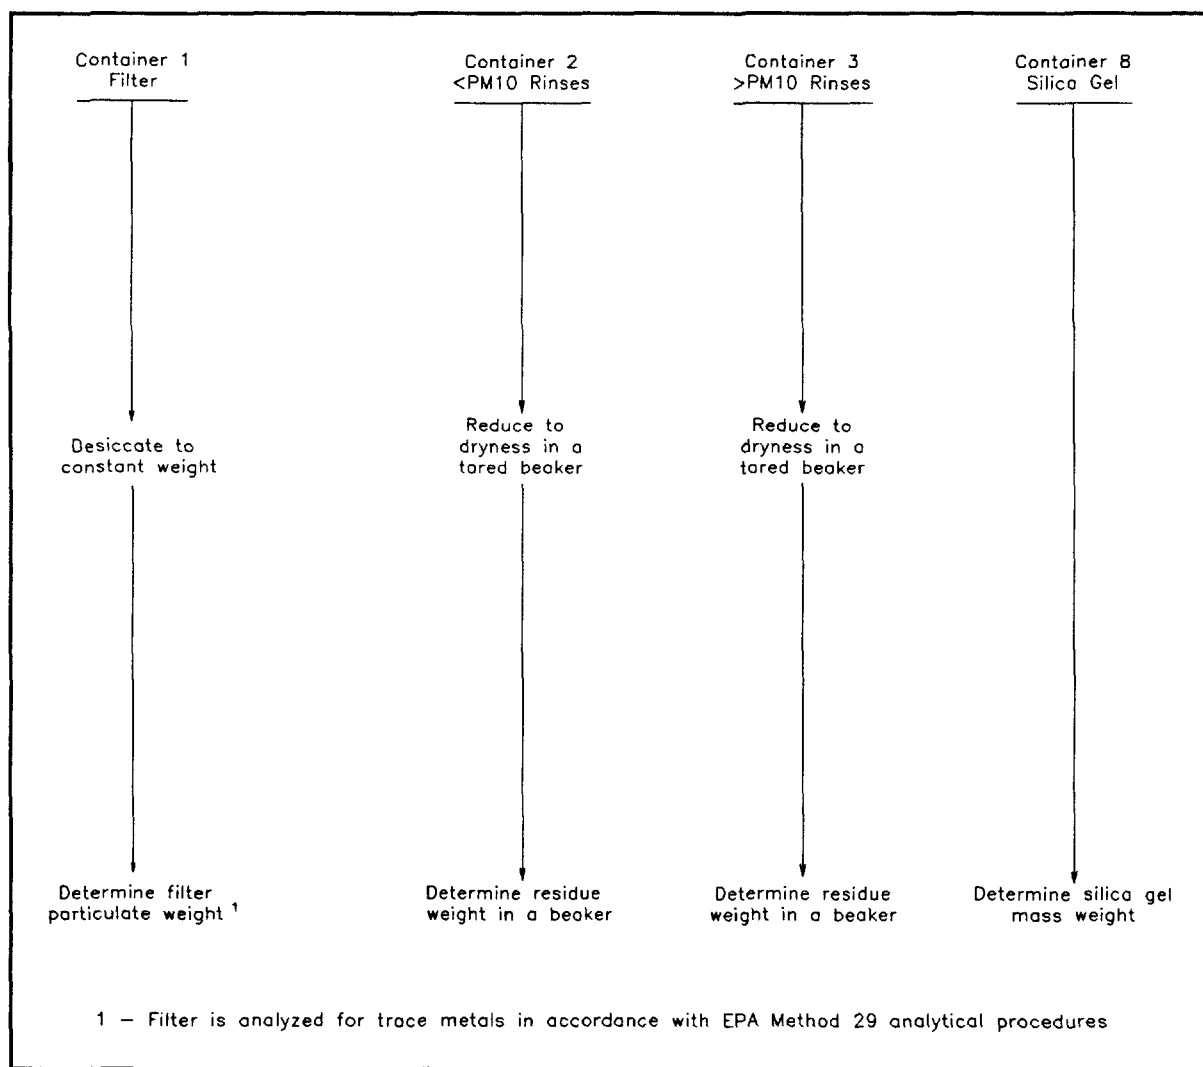 Container 1
Filter
Container 2
<PM10 Rinses
Container 3
>PM10 Rinses
Container 8
Silica Gel
Desiccate to
constant weight
Reduce to
dryness in a
tared beaker
Reduce to
dryness in a
tared beaker
Determine filter
particulate weight 1
Determine residue
weight in a beaker
Determine residue
weight in a beaker
Determine silica gel
mass weight
1 – Filter is analyzed for trace metals in accordance with EPA Method 29 analytical procedures